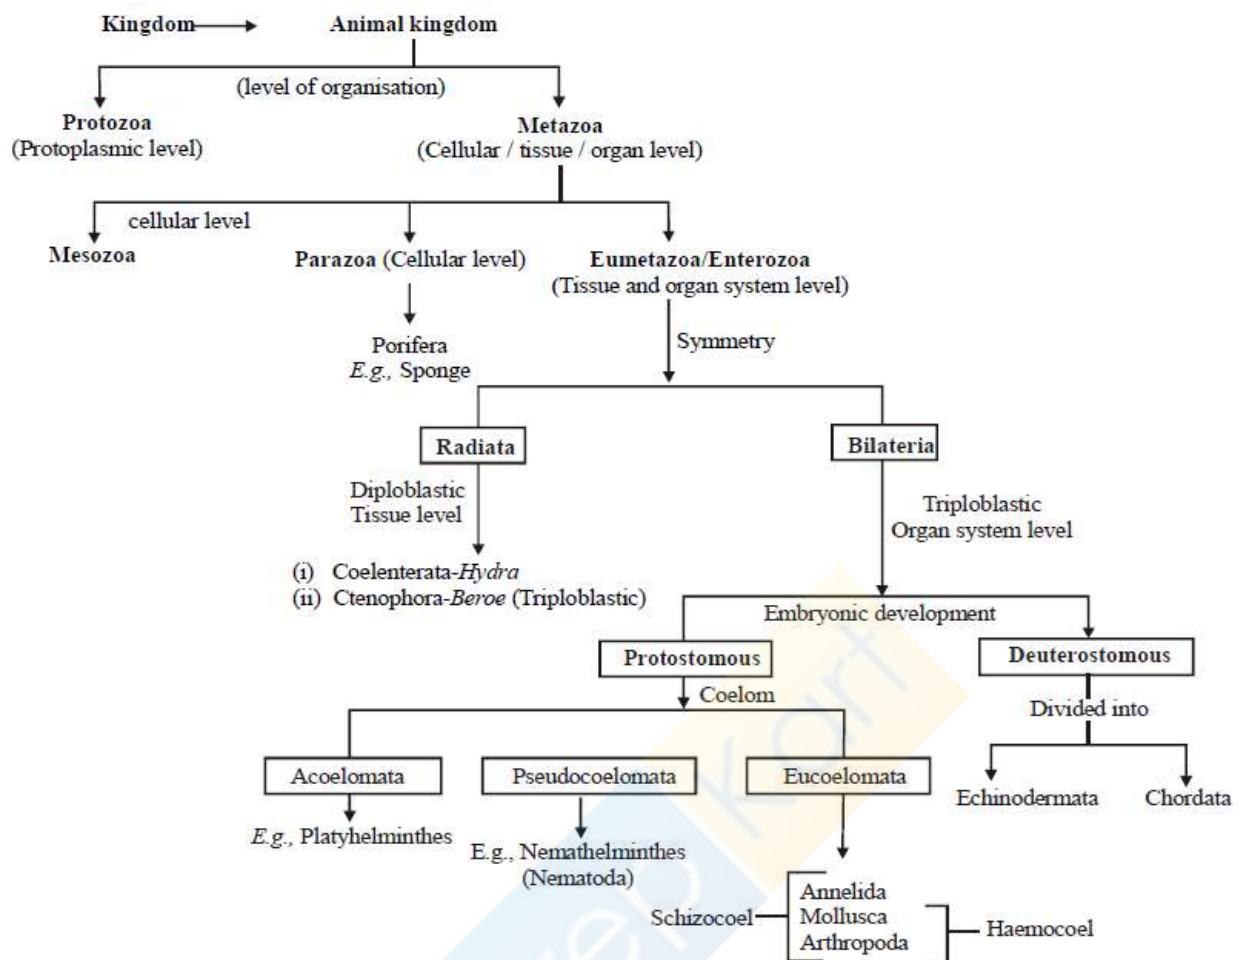 Kingdom Animal kingdom
(level of organisation)
Protozoa
(Protoplasmic level)
Metazoa
(Cellular / tissue / organ level)
cellular level
Mesozoa
Parazoa (Cellular level)
Eumetazoa/Enterozoa
(Tissue and organ system level)
Porifera
E.g., Sponge
Symmetry
Radiata
Bilateria
Diploblastic
Tissue level
Triploblastic
Organ system level
(i) Coelenterata-Hydra
(ii) Ctenophora-Beroe (Triploblastic)
Embryonic development
Protostomous
Deuterostomous
Coelom
Divided into
Acoelomata
Pseudocoelomata
Eucoelomata
Echinodermata
Chordata
E.g., Platyhelminthes
E.g., Nemathelminthes
(Nematoda)
Schizocoel
Annelida
Mollusca
Arthropoda
Haemocoel
ep kart